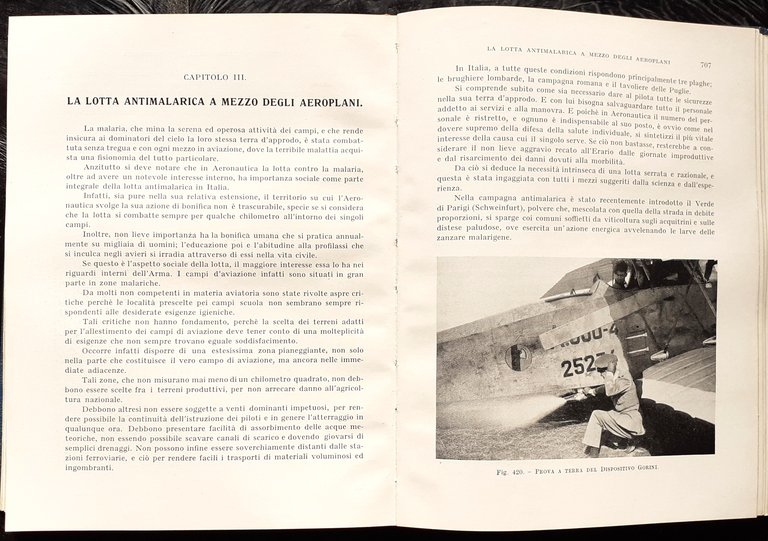 CAPITOLO III.
LA LOTTA ANTIMALARICA A MEZZO DEGLI AEROPLANI.
La malaria, che mina la serena ed operosa attività dei campi, e che rende
insicura ai dominatori del cielo la loro stessa terra d'approdo, è stata combat-
tuta senza tregua e con ogni mezzo in aviazione, dove la terribile malattia acqui-
sta una fisionomia del tutto particolare.
Anzitutto si deve notare che in Aeronautica la lotta contro la malaria,
oltre ad avere un notevole interesse interno, ha importanza sociale come parte
integrale della lotta antimalarica in Italia.
Infatti, sia pure nella sua relativa estensione, il territorio su cui l'Aero-
nautica svolge la sua azione di bonifica non è trascurabile, specie se si considera
che la lotta si combatte sempre per qualche chilometro all'intorno dei singoli
campi.
Inoltre, non lieve importanza ha la bonifica umana che si pratica annual-
mente su migliaia di uomini; l'educazione poi e l'abitudine alla profilassi che
si inculca negli avieri si irradia attraverso di essi nella vita civile.
Se questo è l'aspetto sociale della lotta, il maggiore interesse essa lo ha nei
riguardi interni dell'Arma. I campi d'aviazione infatti sono situati in gran
parte in zone malariche.
Da molti non competenti in materia aviatoria sono state rivolte aspre cri-
tiche perchè le località prescelte pei campi scuola non sembrano sempre ri-
spondenti alle desiderate esigenze igieniche.
Tali critiche non hanno fondamento, perchè la scelta dei terreni adatti
per l'allestimento dei campi di aviazione deve tener conto di una molteplicità
di esigenze che non sempre trovano eguale soddisfacimento.
Occorre infatti disporre di una estesissima zona pianeggiante, non solo
nella parte che costituisce il vero campo di aviazione, ma ancora nelle imme-
diate adiacenze.
Tali zone, che non misurano mai meno di un chilometro quadrato, non deb-
bono essere scelte fra i terreni produttivi, per non arrecare danno all'agricol-
tura nazionale.
Debbono altresì non essere soggette a venti dominanti impetuosi, per ren-
dere possibile la continuità dell'istruzione dei piloti e in genere l'atterraggio in
qualunque ora. Debbono presentare facilità di assorbimento delle acque me-
teoriche, non essendo possibile scavare canali di scarico e dovendo giovarsi di
semplici drenaggi. Non possono infine essere soverchiamente distanti dalle sta-
zioni ferroviarie, e ciò per rendere facili i trasporti di materiali voluminosi ed
ingombranti.
LA LOTTA ANTIMALARICA A MEZZO DEGLI AEROPLANI 707
In Italia, a tutte queste condizioni rispondono principalmente tre plaghe;
le brughiere lombarde, la campagna romana e il tavoliere delle Puglie.
Si comprende subito come sia necessario dare al pilota tutte le sicurezze
nella sua terra d'approdo. E con lui bisogna salvaguardare tutto il personale
addetto ai servizi e alla manovra. E poichè in Aeronautica il numero del per-
sonale è ristretto, e ognuno è indispensabile al suo posto, è ovvio come nel
dovere supremo della difesa della salute individuale, si sintetizzi il più vitale
interesse della causa cui il singolo serve. Se ciò non bastasse, resterebbe a con-
siderare il non lieve aggravio recato all'Erario dalle giornate improduttive
e dal risarcimento dei danni dovuti alla morbilità.
Da ciò si deduce la necessità intrinseca di una lotta serrata e razionale, e
questa è stata ingaggiata con tutti i mezzi suggeriti dalla scienza e dall'espe-
rienza.
Nella campagna antimalarica è stato recentemente introdotto il Verde
di Parigi (Schweinfurt), polvere che, mescolata con quella della strada in debite
proporzioni, si sparge coi comuni soffietti da viticultura sugli acquitrini e sulle
distese paludose, ove esercita un'azione energica avvelenando le larve delle
zanzare malarigene.
252
Fig. 420. – PROVA A TERRA DEL DISPOSITIVO GORINI.